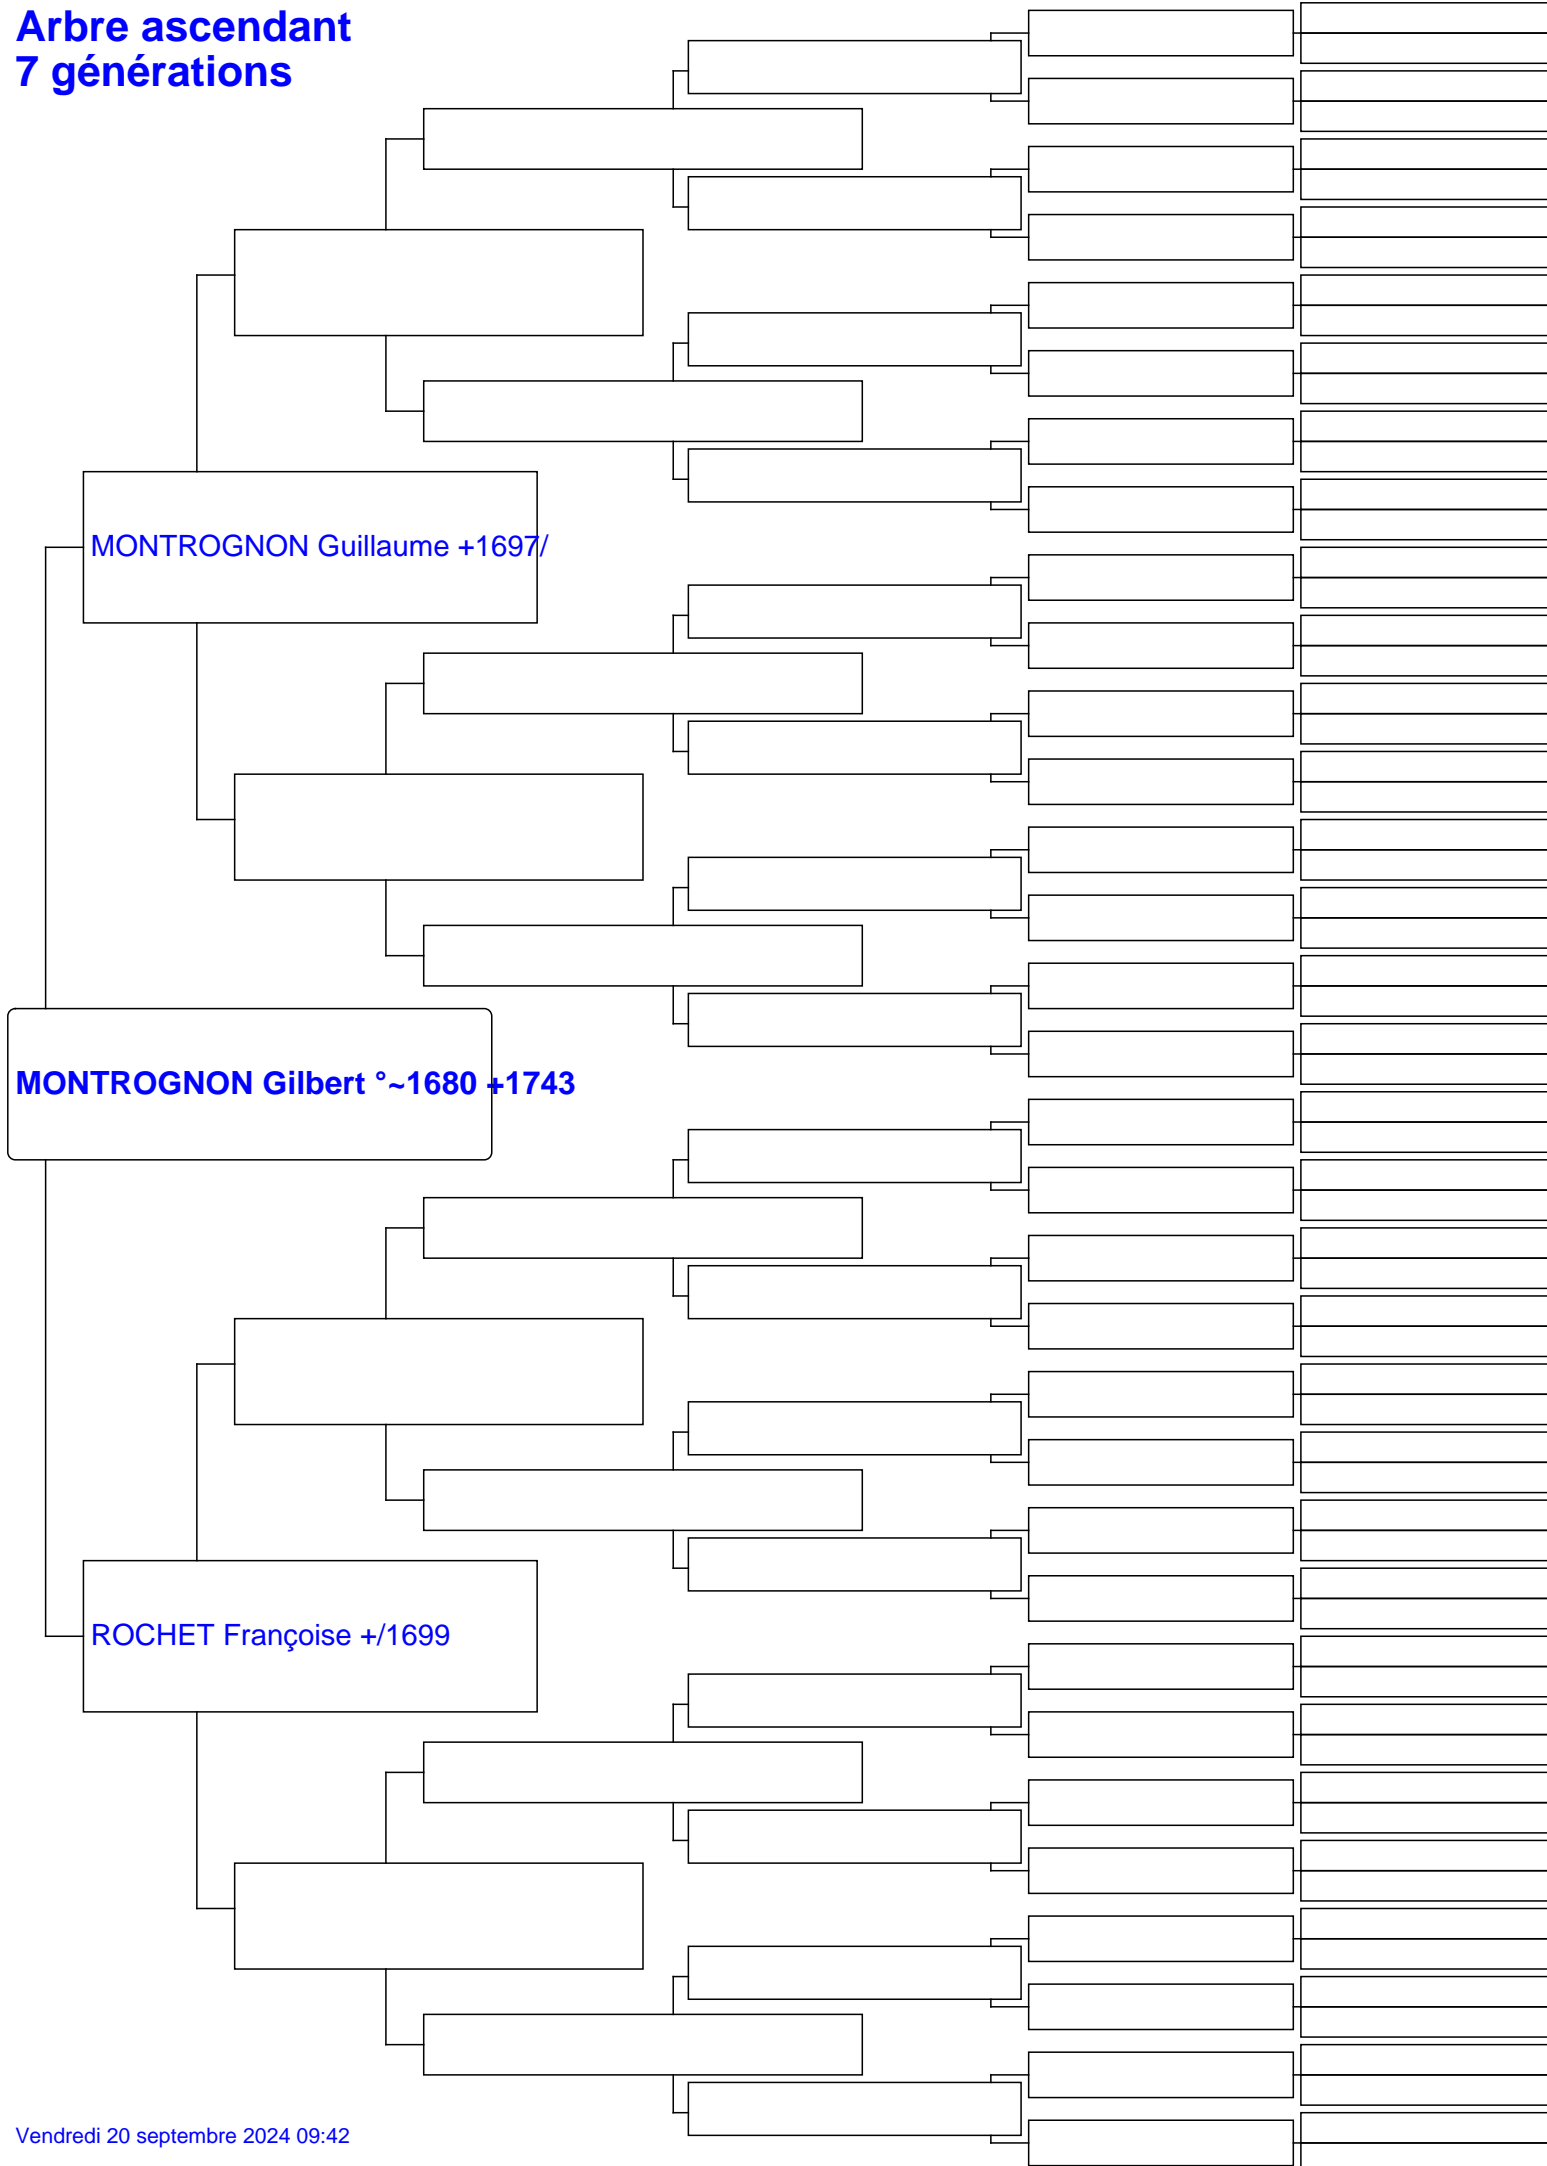 Arbre ascendant
7 générations
MONTROGNON Guillaume +1697/
MONTROGNON Gilbert °~1680 +1743
ROCHET Françoise +/1699
Vendredi 20 septembre 2024 09:42